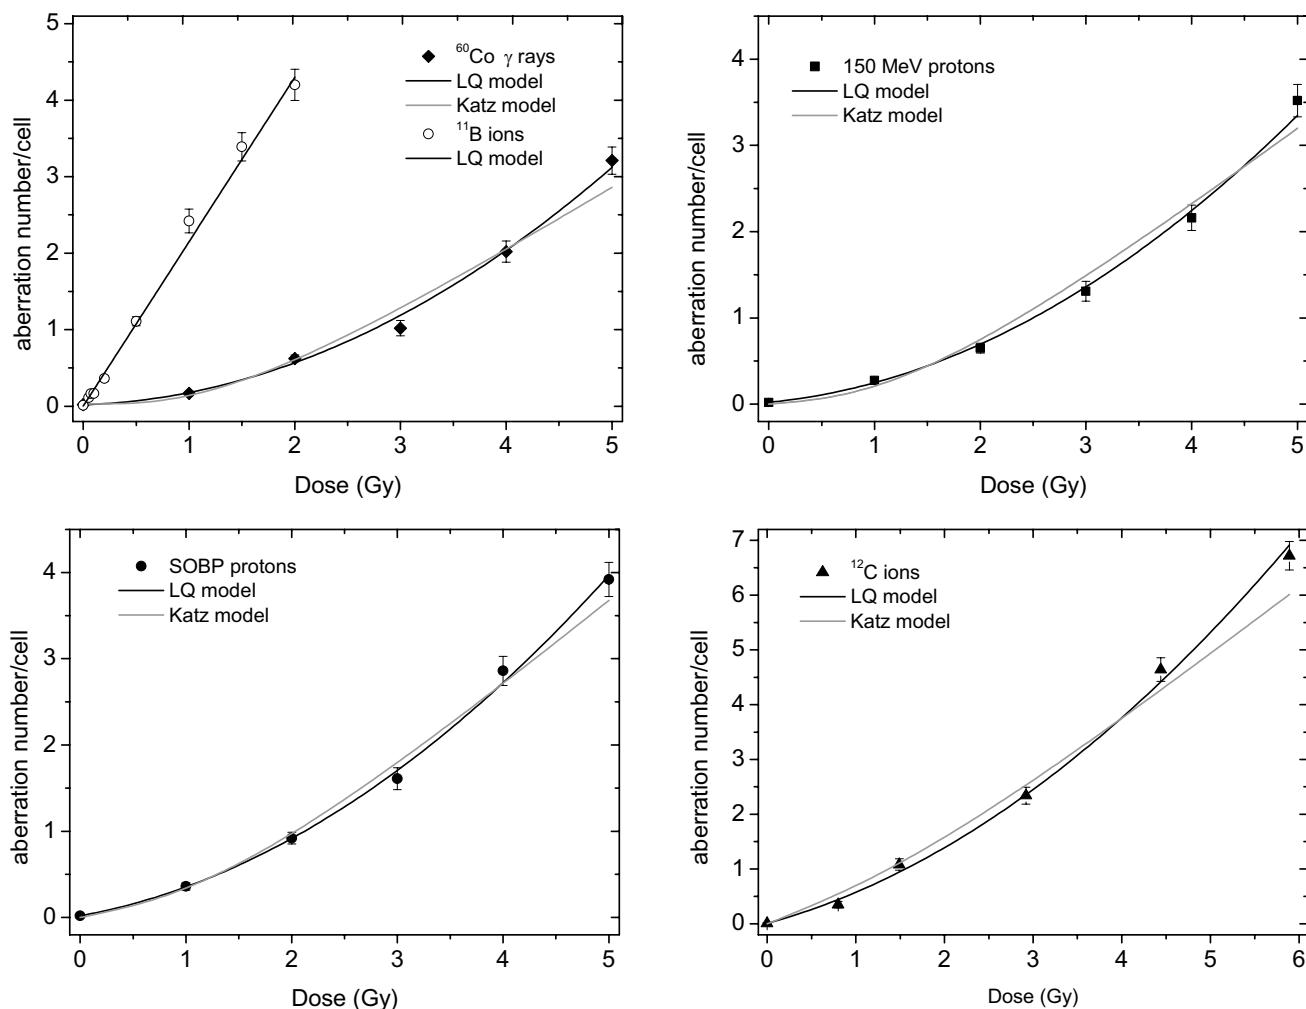 5
4
3
2
1
0
aberration number/cell
⁶⁰Co γ rays
LQ model
Katz model
¹¹B ions
LQ model
0 1 2 3 4 5
Dose (Gy)
4
3
2
1
0
aberration number/cell
150 MeV protons
LQ model
Katz model
0 1 2 3 4 5
Dose (Gy)
4
3
2
1
0
aberration number/cell
SOBP protons
LQ model
Katz model
0 1 2 3 4 5
Dose (Gy)
7
6
5
4
3
2
1
0
aberration number/cell
¹²C ions
LQ model
Katz model
0 1 2 3 4 5 6
Dose (Gy)